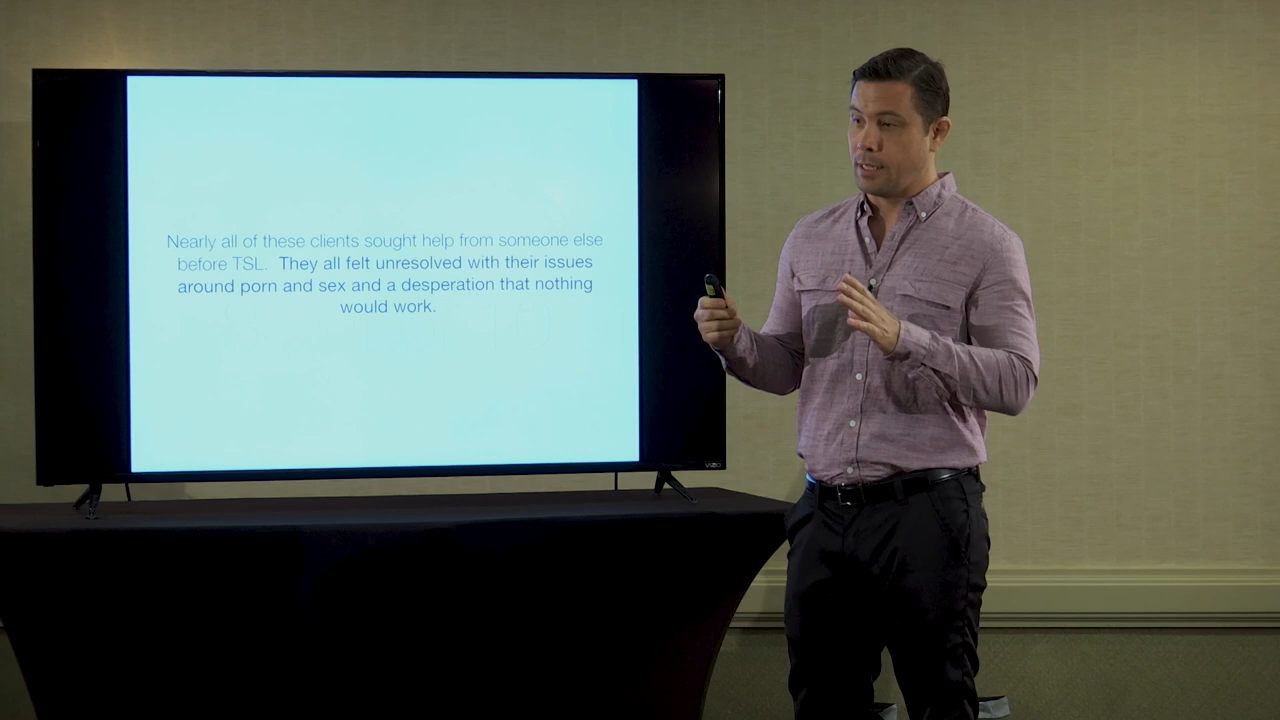 Nearly all of these clients sought help from someone else
before TSL. They all felt unresolved with their issues
around porn and sex and a desperation that nothing
would work.
VIZIO